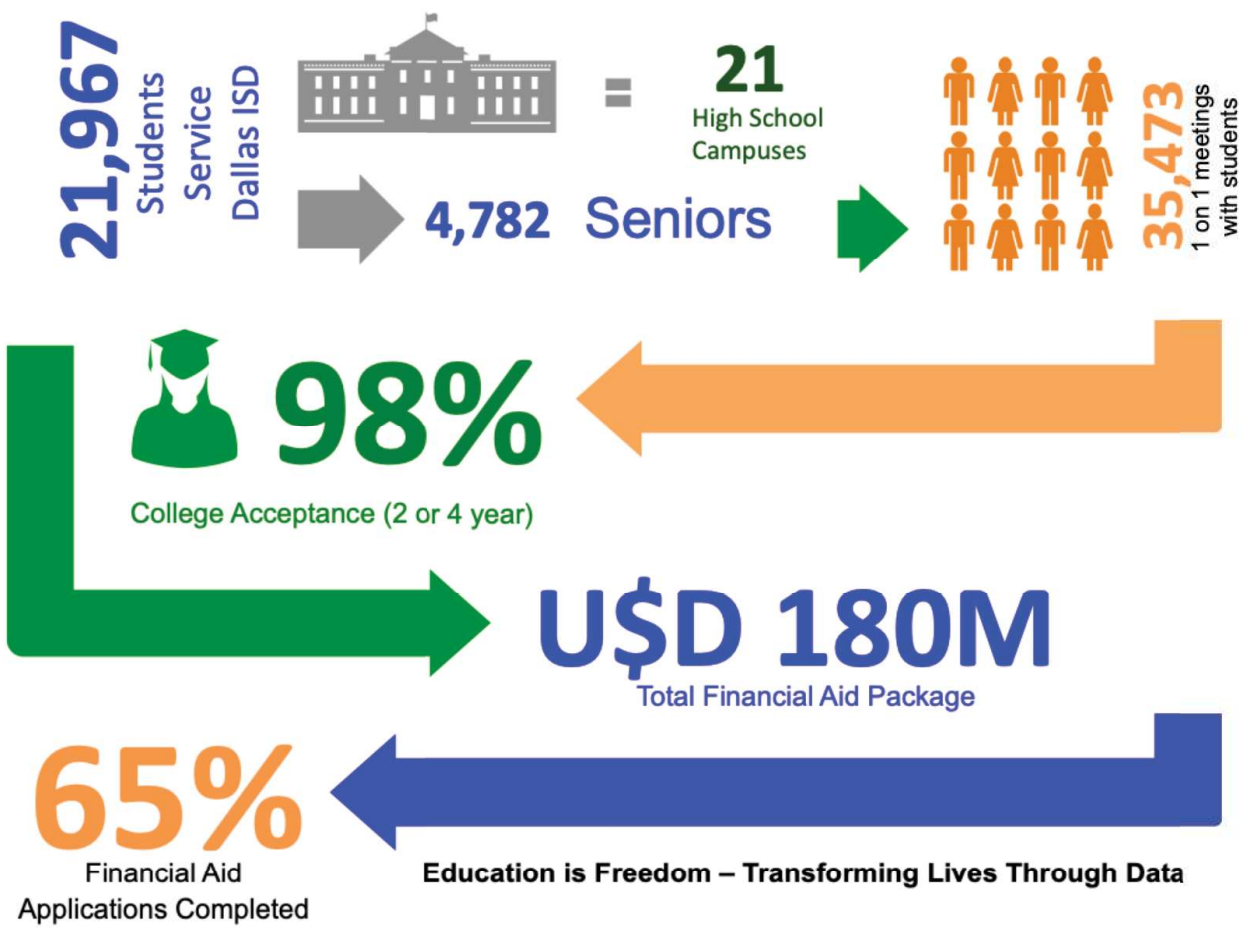 21,967
Students
Service
Dallas ISD
=
21
High School
Campuses
4,782 Seniors
35,473
1 on 1 meetings
with students
98%
College Acceptance (2 or 4 year)
U$D 180M
Total Financial Aid Package
65%
Financial Aid
Applications Completed
Education is Freedom – Transforming Lives Through Data